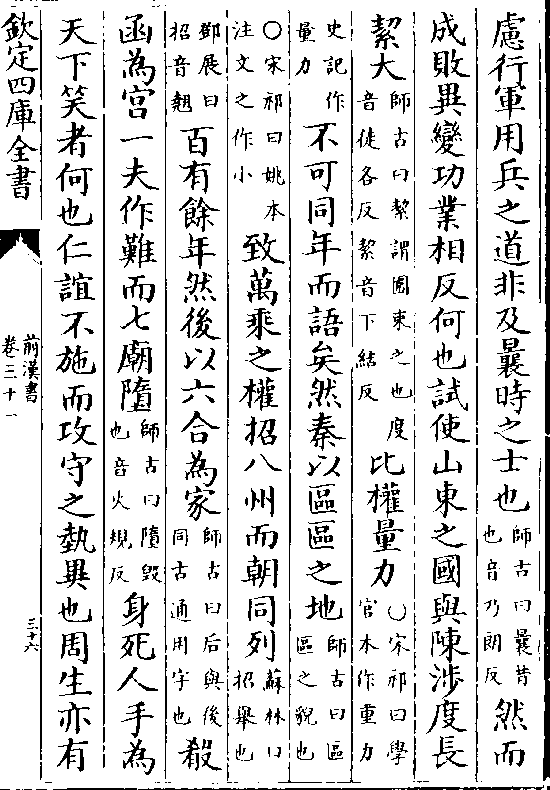 慮行軍用兵之道非及曩時之士也師古曰曩昔也音乃朗反然而
成敗異變功業相反何也試使山東之國與陳涉度長
絜大師古曰絜謂圍束之也度音徒各反絜音下結反比權量力○宋祁曰學官本作重力
史記作量力不可同年而語矣然秦以區區之地師古曰區區之貌也
○宋祁曰姚本注文之作小致萬乘之權招八州而朝同列蘇林曰招舉也
鄧展曰招音翹百有餘年然後以六合為家師古曰后與後同古通用字也殽
函為宮一夫作難而七廟墮師古曰墮毀也音火規反身死人手為
天下笑者何也仁誼不施而攻守之埶異也周生亦有
欽定四庫全書
前漢書
卷三十一
三十六